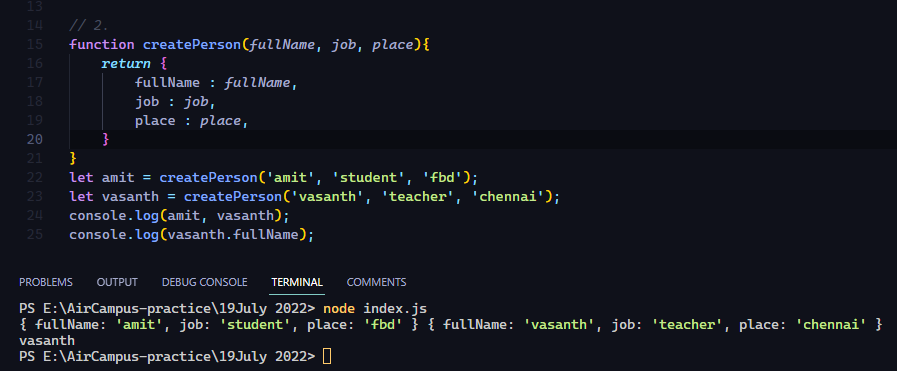 13
14 // 2.
15 function createPerson(fullName, job, place){
16     return {
17         fullName : fullName,
18         job : job,
19         place : place,
20     }
21 }
22 let amit = createPerson('amit', 'student', 'fbd');
23 let vasanth = createPerson('vasanth', 'teacher', 'chennai');
24 console.log(amit, vasanth);
25 console.log(vasanth.fullName);
PROBLEMS OUTPUT DEBUG CONSOLE TERMINAL COMMENTS
PS E:\AirCampus-practice\19July 2022> node index.js
{ fullName: 'amit', job: 'student', place: 'fbd' } { fullName: 'vasanth', job: 'teacher', place: 'chennai' }
vasanth
PS E:\AirCampus-practice\19July 2022>